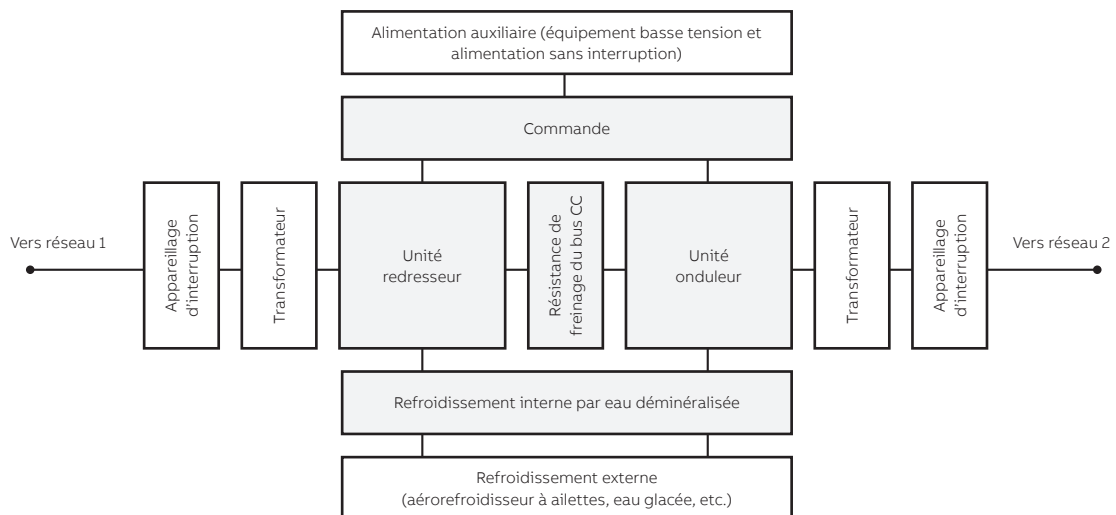 Alimentation auxiliaire (équipement basse tension et
alimentation sans interruption)
Commande
Vers réseau 1
Appareillage
d'interruption
Transformateur
Unité
redresseur
Résistance de
freinage du bus CC
Unité
onduleur
Transformateur
Appareillage
d'interruption
Vers réseau 2
Refroidissement interne par eau déminéralisée
Refroidissement externe
(aérorefroidisseur à ailettes, eau glacée, etc.)